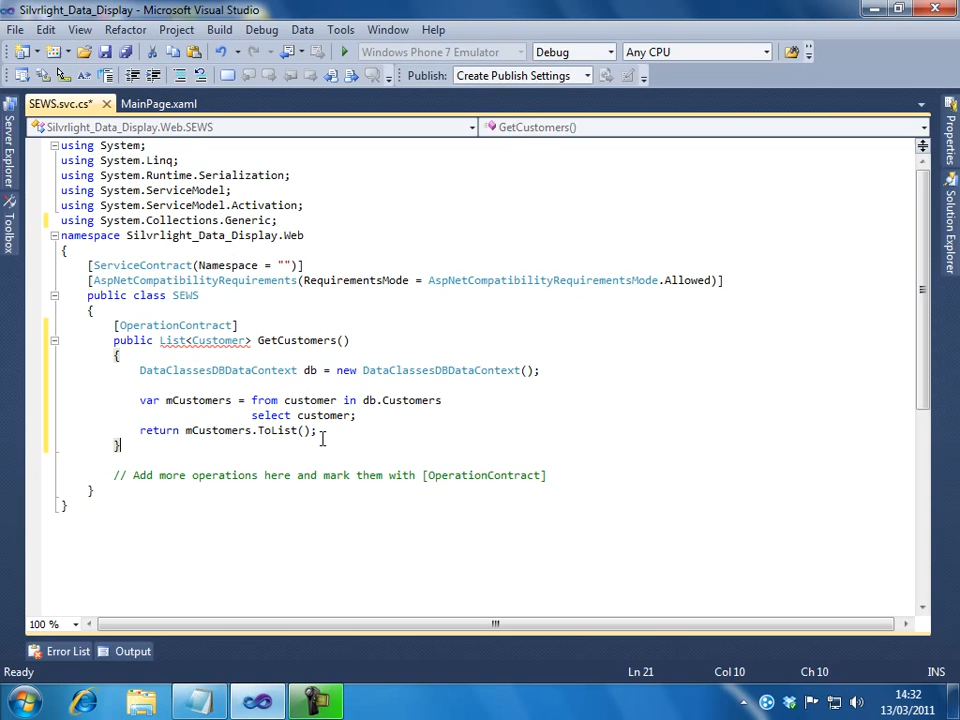 Silvrlight_Data_Display - Microsoft Visual Studio
File Edit View Refactor Project Build Debug Data Tools Window Help
Windows Phone 7 Emulator Debug Any CPU
Publish: Create Publish Settings
SEWS.svc.cs* MainPage.xaml
Silvrlight_Data_Display.Web.SEWS GetCustomers()
using System;
using System.Linq;
using System.Runtime.Serialization;
using System.ServiceModel;
using System.ServiceModel.Activation;
using System.Collections.Generic;
namespace Silvrlight_Data_Display.Web
{
[ServiceContract(Namespace = "")]
[AspNetCompatibilityRequirements(RequirementsMode = AspNetCompatibilityRequirementsMode.Allowed)]
public class SEWS
{
[OperationContract]
public List<Customer> GetCustomers()
{
DataClassesDBDataContext db = new DataClassesDBDataContext();
var mCustomers = from customer in db.Customers
select customer;
return mCustomers.ToList();
}
// Add more operations here and mark them with [OperationContract]
}
}
Server Explorer
Toolbox
Properties
Solution Explorer
100 %
Error List Output
Ready Ln 21 Col 10 Ch 10 INS
14:32
13/03/2011